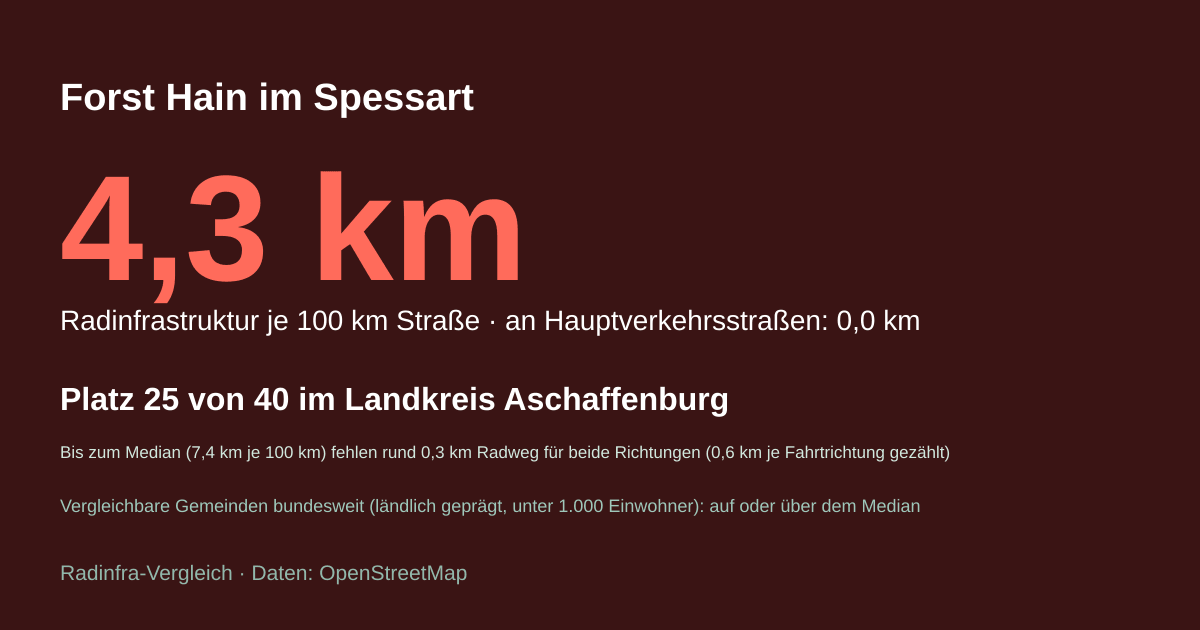 Forst Hain im Spessart
4,3 km
Radinfrastruktur je 100 km Straße · an Hauptverkehrsstraßen: 0,0 km
Platz 25 von 40 im Landkreis Aschaffenburg
Bis zum Median (7,4 km je 100 km) fehlen rund 0,3 km Radweg für beide Richtungen (0,6 km je Fahrtrichtung gezählt)
Vergleichbare Gemeinden bundesweit (ländlich geprägt, unter 1.000 Einwohner): auf oder über dem Median
Radinfra-Vergleich · Daten: OpenStreetMap